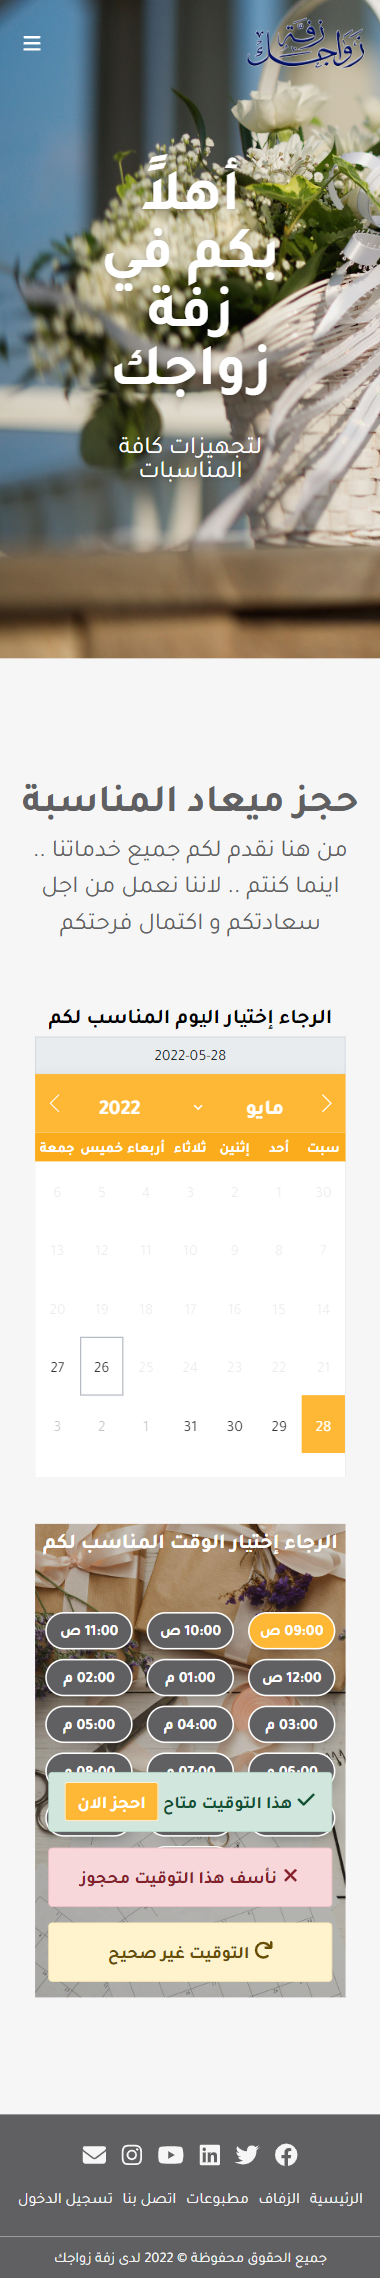 زفة
زواجك
أهلاً
بكم في
زفة
زواجك
لتجهيزات كافة
المناسبات
حجز ميعاد المناسبة
من هنا نقدم لكم جميع خدماتنا ..
اينما كنتم .. لاننا نعمل من اجل
سعادتكم و اكتمال فرحتكم
الرجاء إختيار اليوم المناسب لكم
2022-05-28
مايو 2022
سبت أحد إثنين ثلاثاء أربعاء خميس جمعة
30 1 2 3 4 5 6
7 8 9 10 11 12 13
14 15 16 17 18 19 20
21 22 23 24 25 26 27
28 29 30 31 1 2 3
الرجاء إختيار الوقت المناسب لكم
09:00 ص 10:00 ص 11:00 ص
12:00 ص 01:00 م 02:00 م
03:00 م 04:00 م 05:00 م
06:00 م 07:00 م 08:00 م
هذا التوقيت متاح احجز الان
نأسف هذا التوقيت محجوز
التوقيت غير صحيح
الرئيسية الزفاف مطبوعات اتصل بنا تسجيل الدخول
جميع الحقوق محفوظة © 2022 لدى زفة زواجك